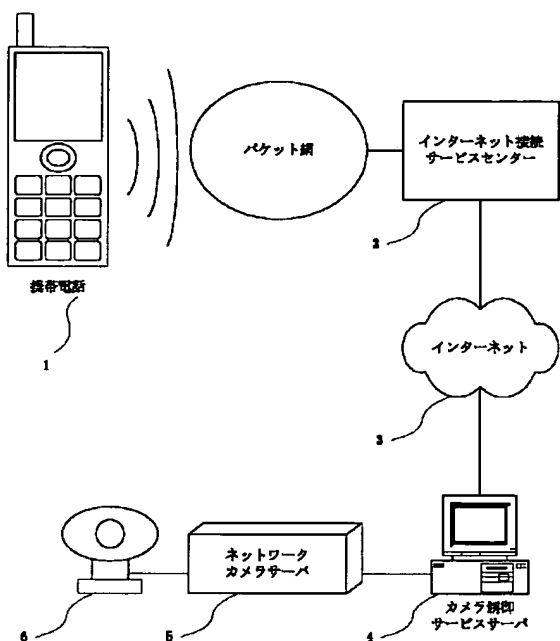 パケット網
インターネット接続
サービスセンター
2
携帯電話
1
インターネット
3
ネットワーク
カメラサーバ
カメラ制御
サービスサーバ
6
5
4